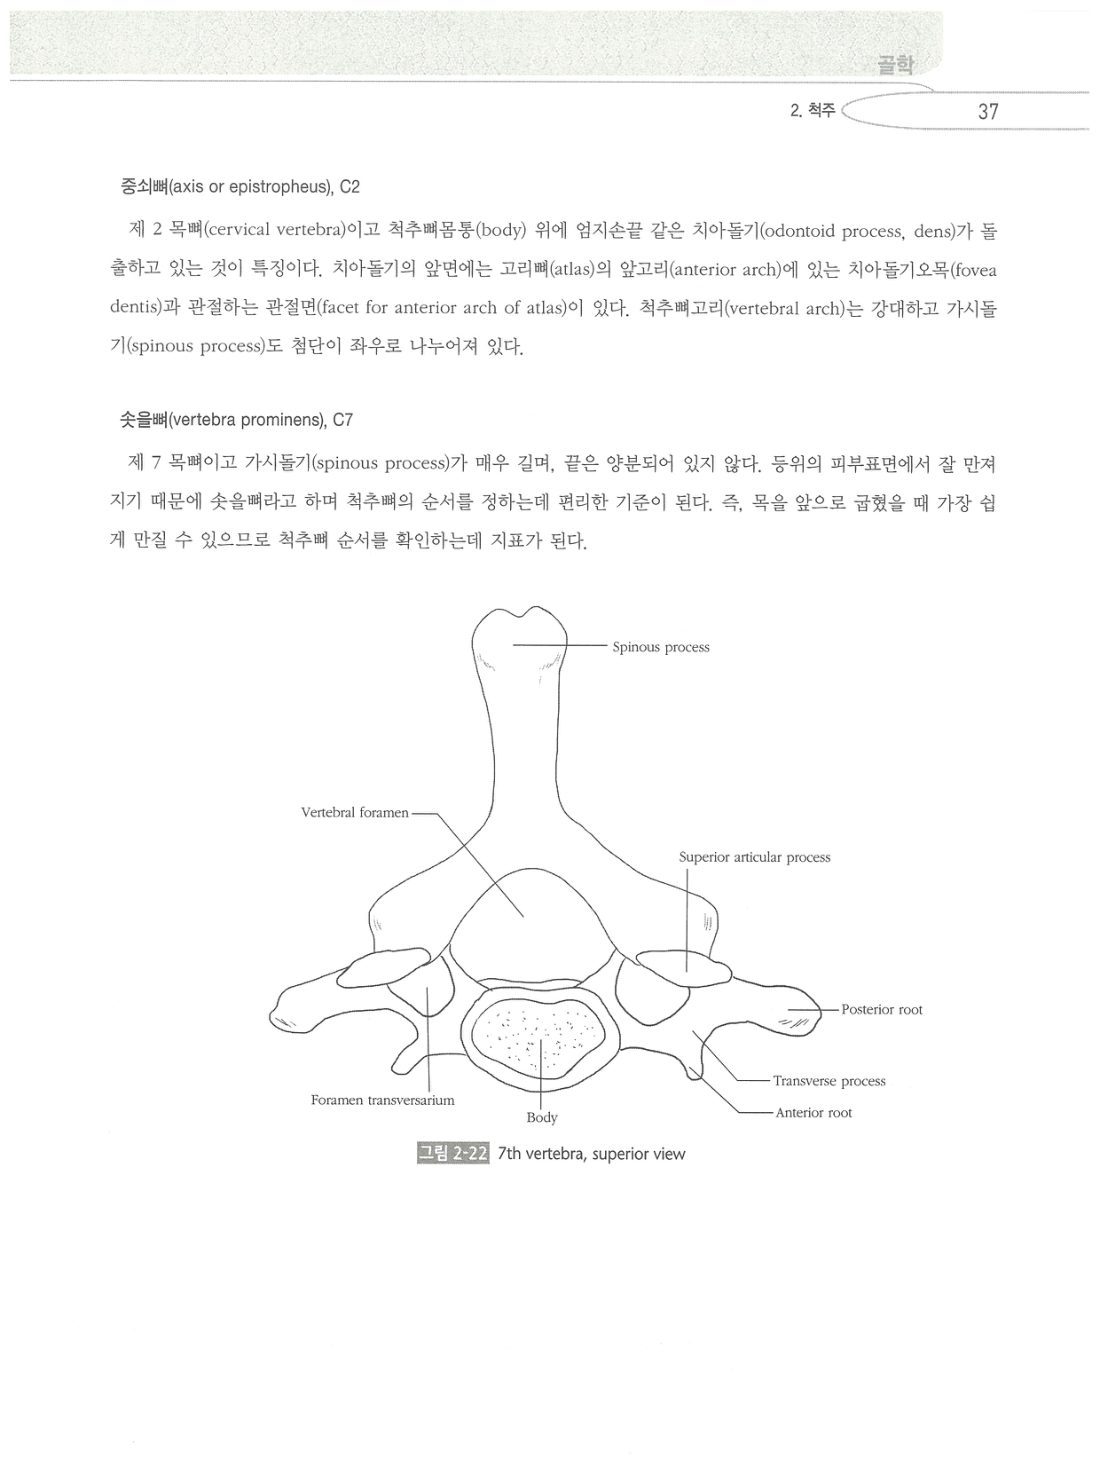 골학
2. 척주
37
중쇠뼈(axis or epistropheus), C2
제 2 목뼈(cervical vertebra)이고 척추뼈몸통(body) 위에 엄지손끝 같은 치아돌기(odontoid process, dens)가 돌
출하고 있는 것이 특징이다. 치아돌기의 앞면에는 고리뼈(atlas)의 앞고리(anterior arch)에 있는 치아돌기오목(fovea
dentis)과 관절하는 관절면(facet for anterior arch of atlas)이 있다. 척추뼈고리(vertebral arch)는 강대하고 가시돌
기(spinous process)도 첨단이 좌우로 나누어져 있다.
솟을뼈(vertebra prominens), C7
제 7 목뼈이고 가시돌기(spinous process)가 매우 길며, 끝은 양분되어 있지 않다. 등위의 피부표면에서 잘 만져
지기 때문에 솟을뼈라고 하며 척추뼈의 순서를 정하는데 편리한 기준이 된다. 즉, 목을 앞으로 굽혔을 때 가장 쉽
게 만질 수 있으므로 척추뼈 순서를 확인하는데 지표가 된다.
Spinous process
Vertebral foramen
Superior articular process
Posterior root
Transverse process
Foramen transversarium
Anterior root
Body
그림 2-22 7th vertebra, superior view